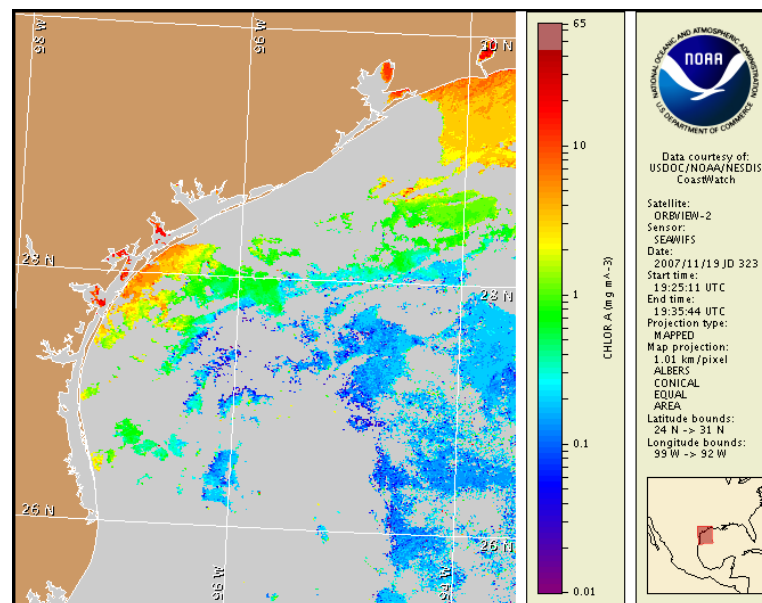 98 W
96 W
30 N
28 N
28 N
26 N
26 N
96 W
94 W
65
10
1
0.1
0.01
CHLOR A (mg m^-3)
NATIONAL OCEANIC AND ATMOSPHERIC ADMINISTRATION
NOAA
U.S. DEPARTMENT OF COMMERCE
Data courtesy of:
USDOC/NOAA/NESDIS
CoastWatch
Satellite:
ORBVIEW-2
Sensor:
SEAWIFS
Date:
2007/11/19 JD 323
Start time:
19:25:11 UTC
End time:
19:35:44 UTC
Projection type:
MAPPED
Map projection:
1.01 km/pixel
ALBERS
CONICAL
EQUAL
AREA
Latitude bounds:
24 N -> 31 N
Longitude bounds:
99 W -> 92 W